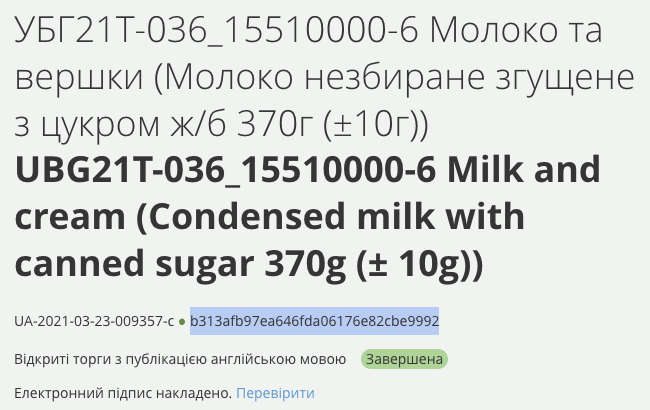 УБГ21Т-036_15510000-6 Молоко та
вершки (Молоко незбиране згущене
з цукром ж/б 370г (±10г))
UBG21T-036_15510000-6 Milk and
cream (Condensed milk with
canned sugar 370g (± 10g))
UA-2021-03-23-009357-c ● b313afb97ea646fda06176e82cbe9992
Відкриті торги з публікацією англійською мовою Завершена
Електронний підпис накладено. Перевірити